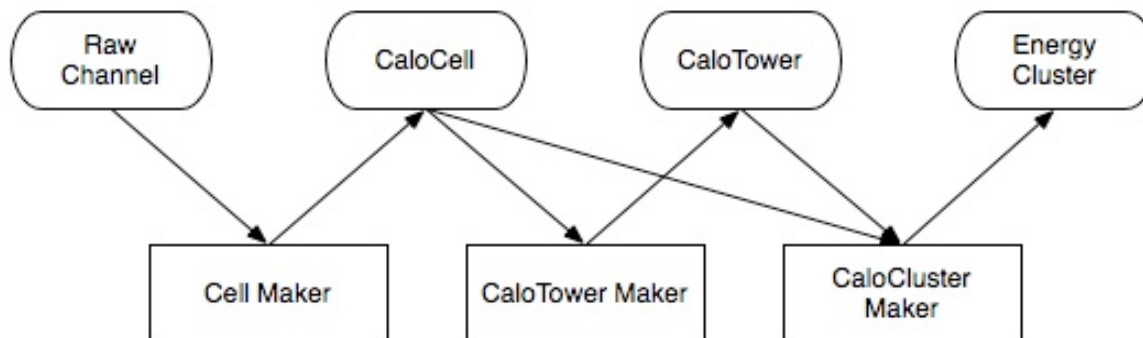 Raw
Channel
CaloCell
CaloTower
Energy
Cluster
Cell Maker
CaloTower Maker
CaloCluster
Maker